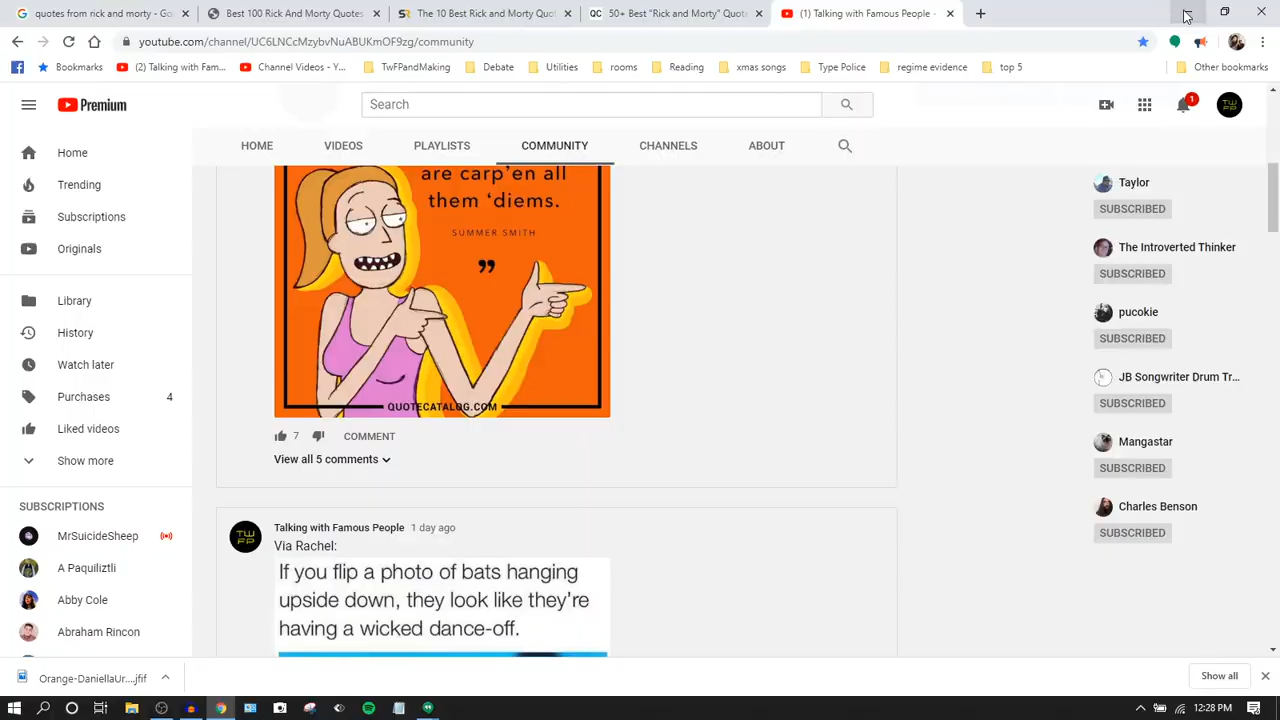 quotes from rick and morty - Go
Best 100 Rick and Morty Quotes
The 10 Best Rick and Morty Quot
50+ Best "Rick and Morty" Quote
(1) Talking with Famous People -
youtube.com/channel/UC6LNCcMzybvNuABUKmOF9zg/community
Bookmarks
(2) Talking with Fam...
Channel Videos - Y...
TwFPandMaking
Debate
Utilities
rooms
Reading
xmas songs
Type Police
regime evidence
top 5
Other bookmarks
Premium
Search
1
TWFP
HOME
VIDEOS
PLAYLISTS
COMMUNITY
CHANNELS
ABOUT
Home
Trending
Subscriptions
Originals
Library
History
Watch later
Purchases 4
Liked videos
Show more
SUBSCRIPTIONS
MrSuicideSheep
A Paquiliztli
Abby Cole
Abraham Rincon
are carp'en all
them 'diems.
SUMMER SMITH
”
QUOTECATALOG.COM
7 COMMENT
View all 5 comments
TWFP
Talking with Famous People 1 day ago
Via Rachel:
If you flip a photo of bats hanging
upside down, they look like they're
having a wicked dance-off.
Taylor
SUBSCRIBED
The Introverted Thinker
SUBSCRIBED
pucokie
SUBSCRIBED
JB Songwriter Drum Tr...
SUBSCRIBED
Mangastar
SUBSCRIBED
Charles Benson
SUBSCRIBED
Orange-DaniellaUr....jfif
Show all
12:28 PM